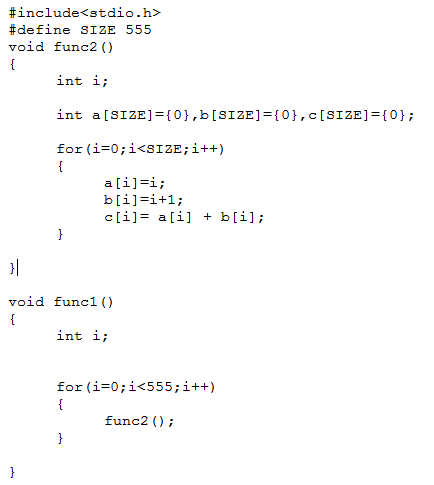 #include<stdio.h>
#define SIZE 555
void func2()
{
int i;
int a[SIZE]={0},b[SIZE]={0},c[SIZE]={0};
for(i=0;i<SIZE;i++)
{
a[i]=i;
b[i]=i+1;
c[i]= a[i] + b[i];
}
}
void func1()
{
int i;
for(i=0;i<555;i++)
{
func2();
}
}